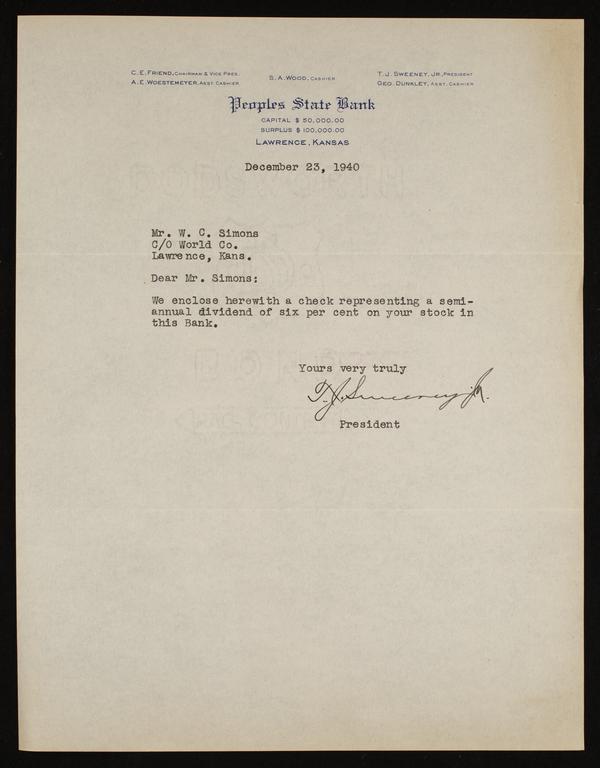 C. E. FRIEND, CHAIRMAN & VICE PRES.
A. E. WOESTEMEYER, ASST. CASHIER
S. A. WOOD, CASHIER
T. J. SWEENEY, JR., PRESIDENT
GEO. DUNKLEY, ASST. CASHIER
Peoples State Bank
CAPITAL $ 50,000.00
SURPLUS $ 100,000.00
LAWRENCE, KANSAS
December 23, 1940
Mr. W. C. Simons
C/O World Co.
Lawrence, Kans.
Dear Mr. Simons:
We enclose herewith a check representing a semi-
annual dividend of six per cent on your stock in
this Bank.
Yours very truly
T. J. Sweeney Jr.
President